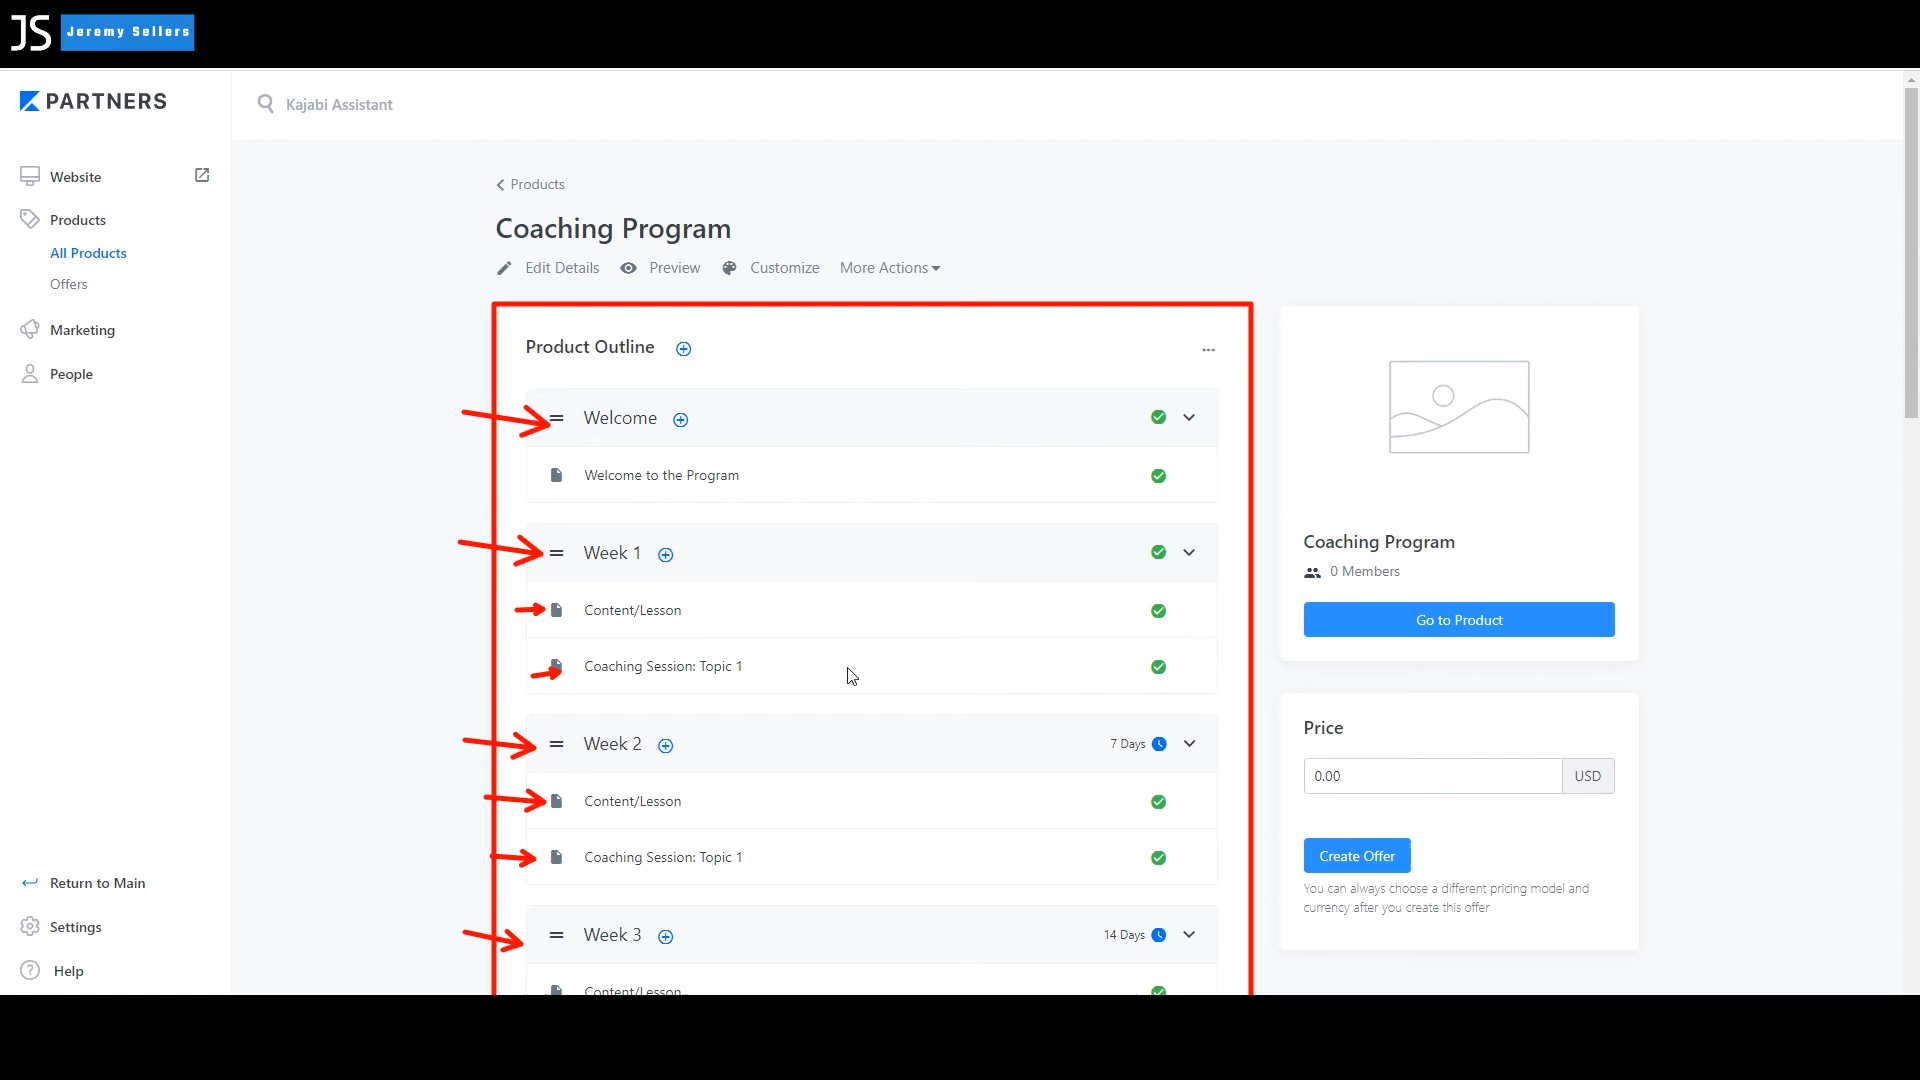 JS Jeremy Sellers
PARTNERS
Kajabi Assistant
Website
Products
All Products
Offers
Marketing
People
Return to Main
Settings
Help
Products
Coaching Program
Edit Details Preview Customize More Actions
Product Outline
Welcome
Welcome to the Program
Week 1
Content/Lesson
Coaching Session: Topic 1
Week 2 7 Days
Content/Lesson
Coaching Session: Topic 1
Week 3 14 Days
Content/Lesson
Coaching Program
0 Members
Go to Product
Price
0.00 USD
Create Offer
You can always choose a different pricing model and
currency after you create this offer